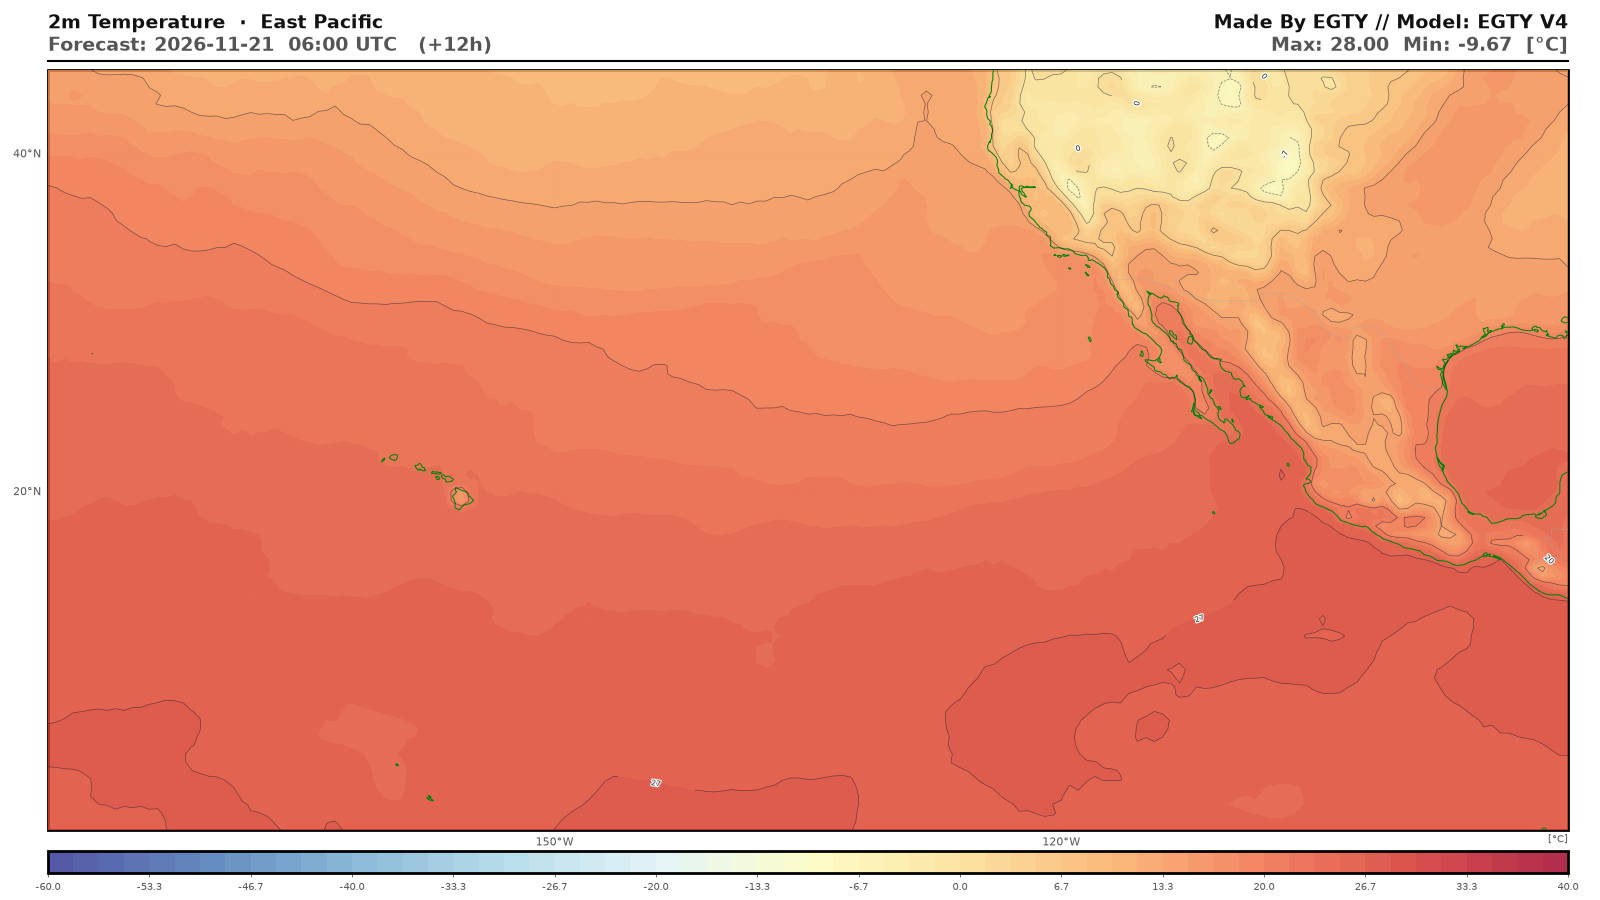 2m Temperature · East Pacific
Made By EGTY // Model: EGTY V4
Forecast: 2026-11-21 06:00 UTC (+12h)
Max: 28.00 Min: -9.67 [°C]
0
0
0
-7
40°N
20°N
20
27
27
150°W
120°W
[°C]
-60.0 -53.3 -46.7 -40.0 -33.3 -26.7 -20.0 -13.3 -6.7 0.0 6.7 13.3 20.0 26.7 33.3 40.0